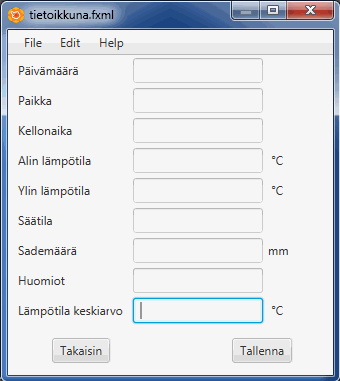 tietoikkuna.fxml
File Edit Help
Päivämäärä
Paikka
Kellonaika
Alin lämpötila °C
Ylin lämpötila °C
Säätila
Sademäärä mm
Huomiot
Lämpötila keskiarvo °C
Takaisin Tallenna